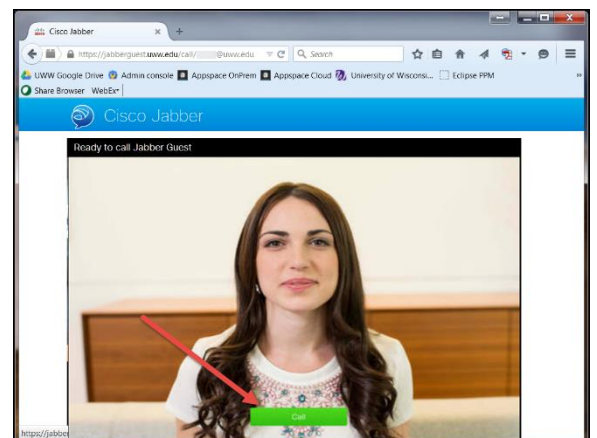 Cisco Jabber
https://jabberguest.uww.edu/call/ @uww.edu
Search
UWW Google Drive Admin console Appspace OnPrem Appspace Cloud University of Wisconsi... Eclipse PPM
Share Browser WebEx
Cisco Jabber
Ready to call Jabber Guest
Call
https://jabber